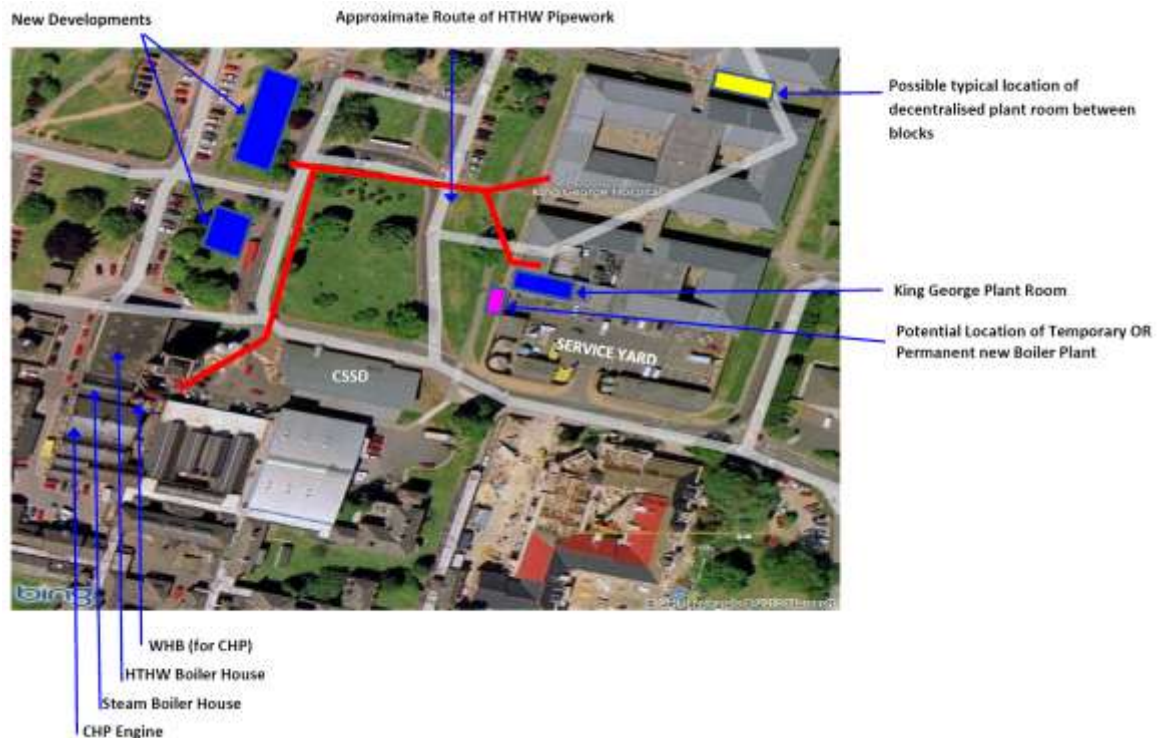 New Developments
Approximate Route of HTHW Pipework
Possible typical location of
decentralised plant room between
blocks
King George Hospital
King George Plant Room
Potential Location of Temporary OR
Permanent new Boiler Plant
SERVICE YARD
CSSD
bing
WHB (for CHP)
HTHW Boiler House
Steam Boiler House
CHP Engine